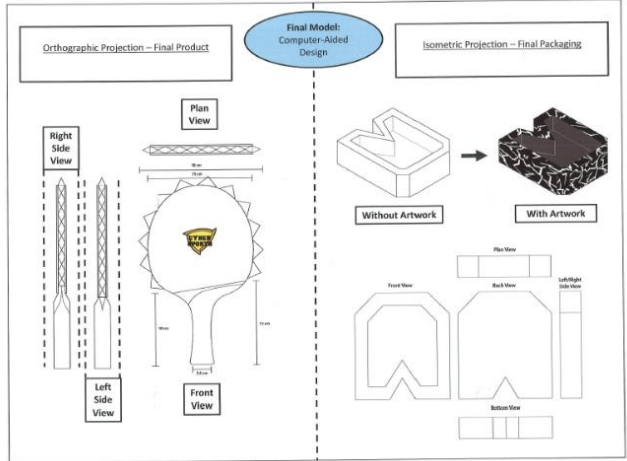 Orthographic Projection – Final Product
Final Model:
Computer-Aided
Design
Isometric Projection – Final Packaging
Plan
View
Right
Side
View
CYBER
SPORTS
Left
Side
View
Front
View
Without Artwork
With Artwork
Plan View
Front View
Back View
Left/Right
Side View
Bottom View